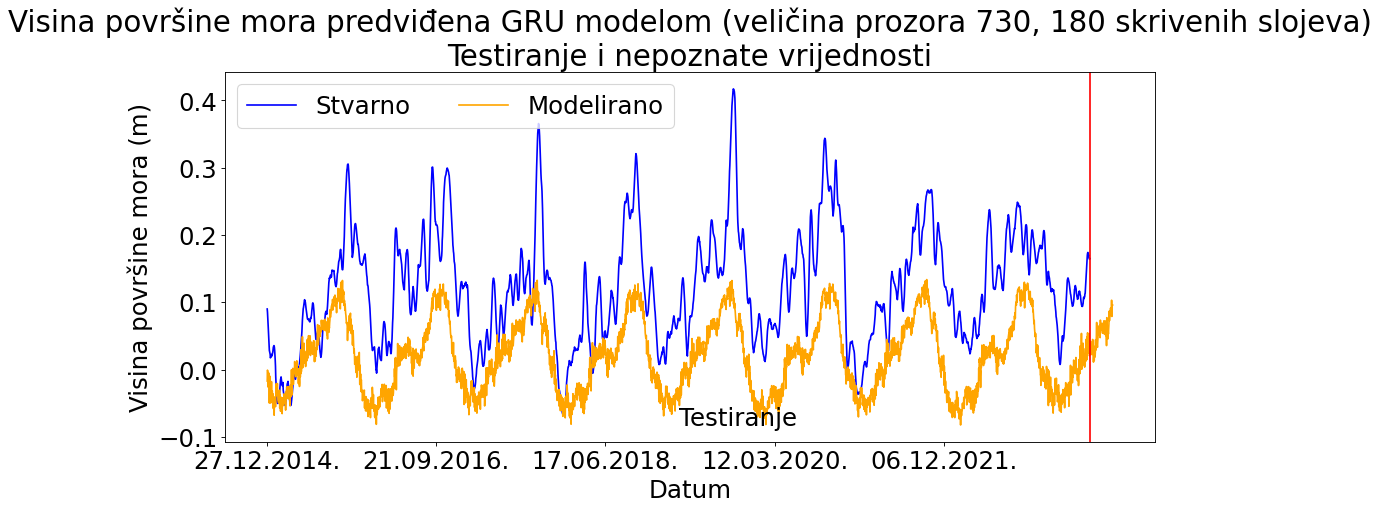 Visina površine mora predviđena GRU modelom (veličina prozora 730, 180 skrivenih slojeva)
Testiranje i nepoznate vrijednosti
Stvarno Modelirano
Visina površine mora (m)
0.4
0.3
0.2
0.1
0.0
−0.1
Testiranje
27.12.2014. 21.09.2016. 17.06.2018. 12.03.2020. 06.12.2021.
Datum